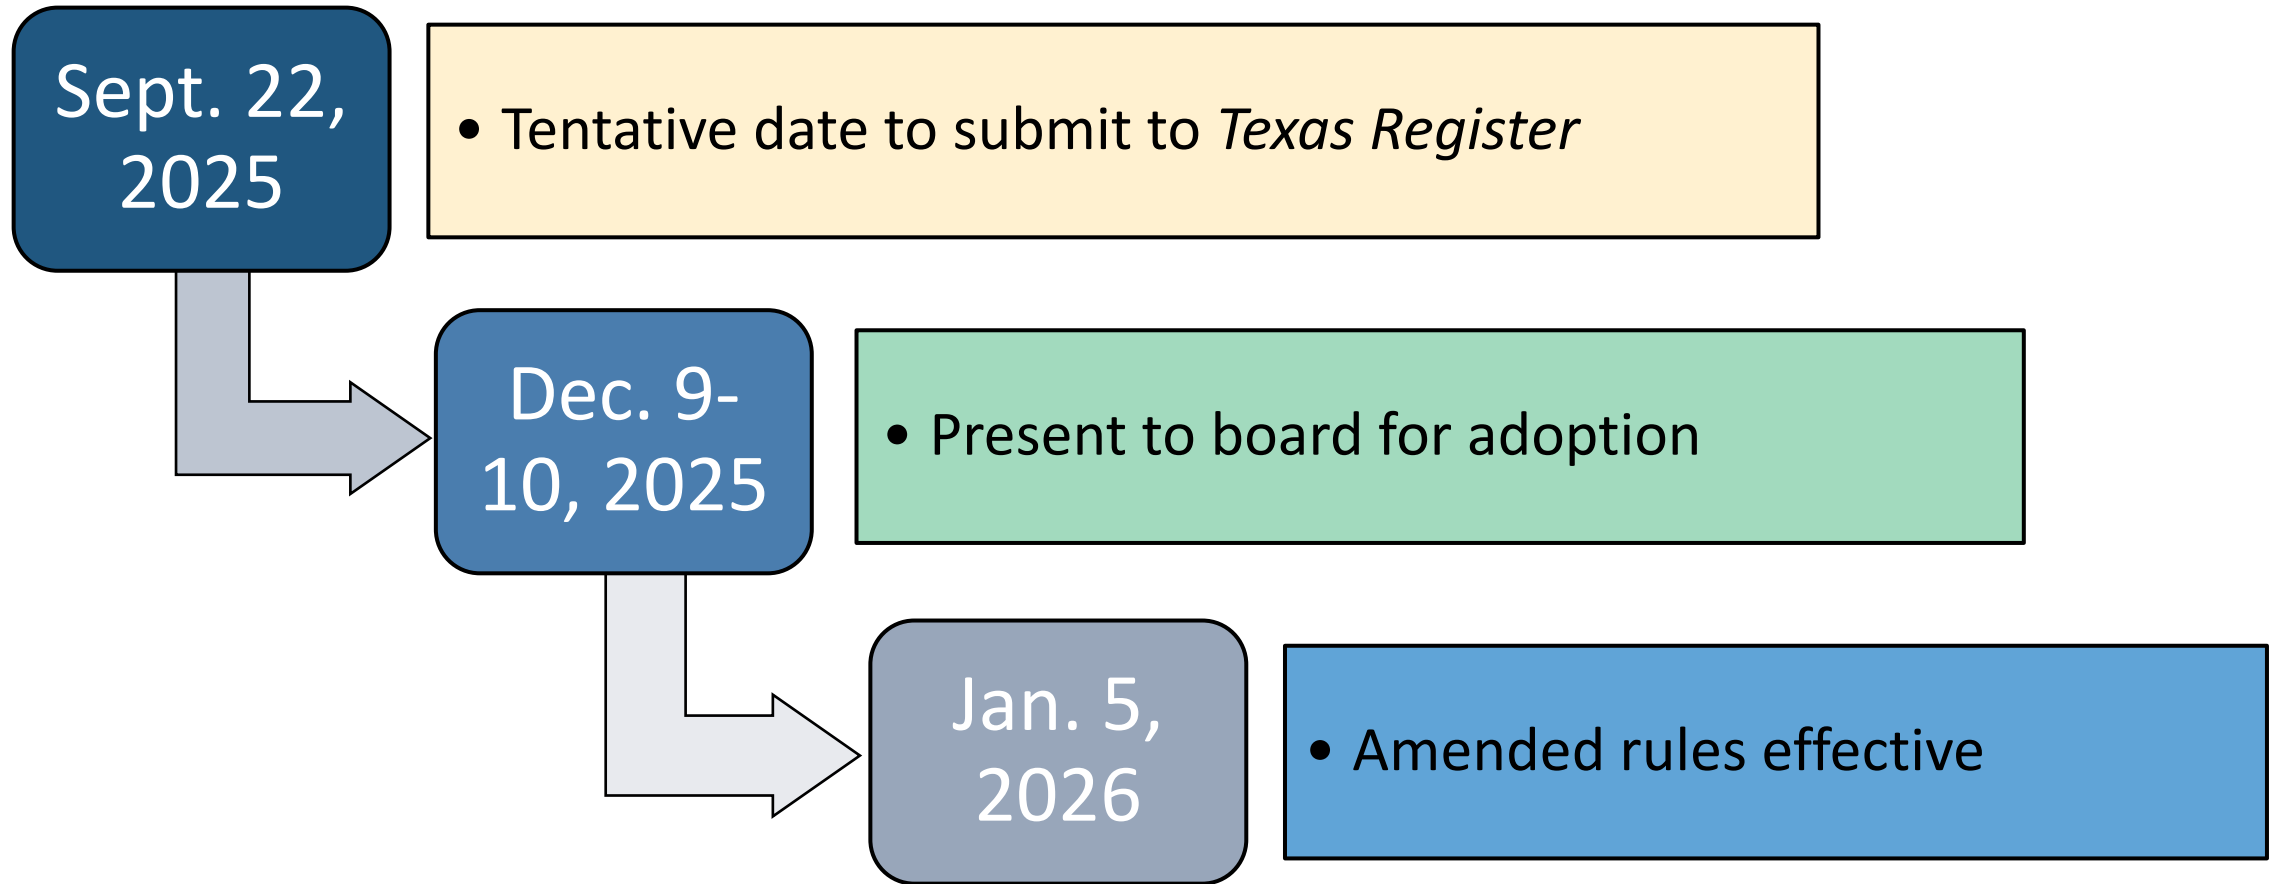 Sept. 22,
2025
• Tentative date to submit to Texas Register
Dec. 9-
10, 2025
• Present to board for adoption
Jan. 5,
2026
• Amended rules effective